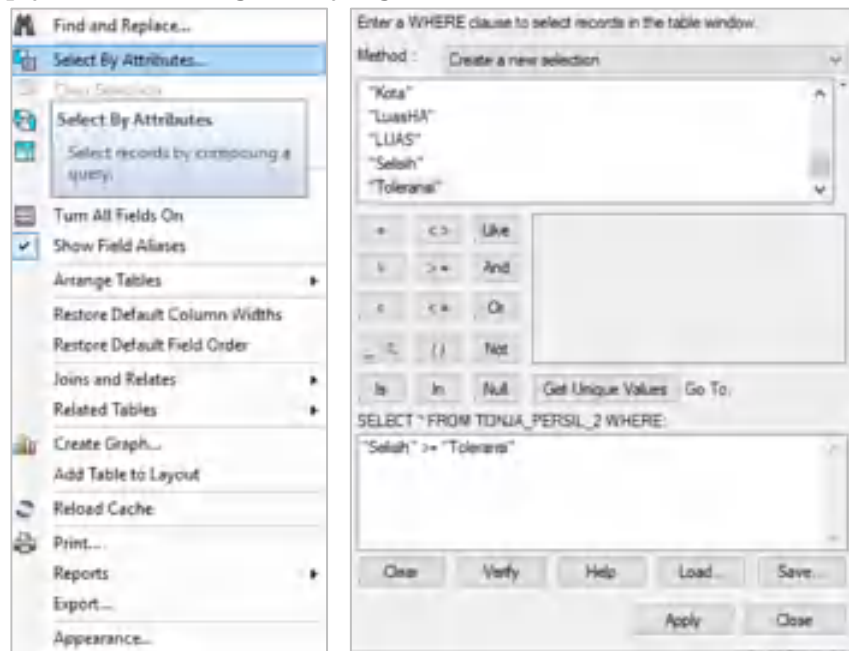 Find and Replace...
Select By Attributes...
Clear Selection
Select By Attributes
Select records by composing a
query.
Turn All Fields On
Show Field Aliases
Arrange Tables
Restore Default Column Widths
Restore Default Field Order
Joins and Relates
Related Tables
Create Graph...
Add Table to Layout
Reload Cache
Print...
Reports
Export...
Appearance...
Enter a WHERE clause to select records in the table window.
Method : Create a new selection
"Kota"
"LuasHA"
"LUAS"
"Selisih"
"Toleransi"
= <> Like
> >= And
< <= Or
_ % () Not
Is In Null Get Unique Values Go To:
SELECT * FROM TONJA_PERSIL_2 WHERE:
"Selisih" >= "Toleransi"
Clear Verify Help Load... Save...
Apply Close